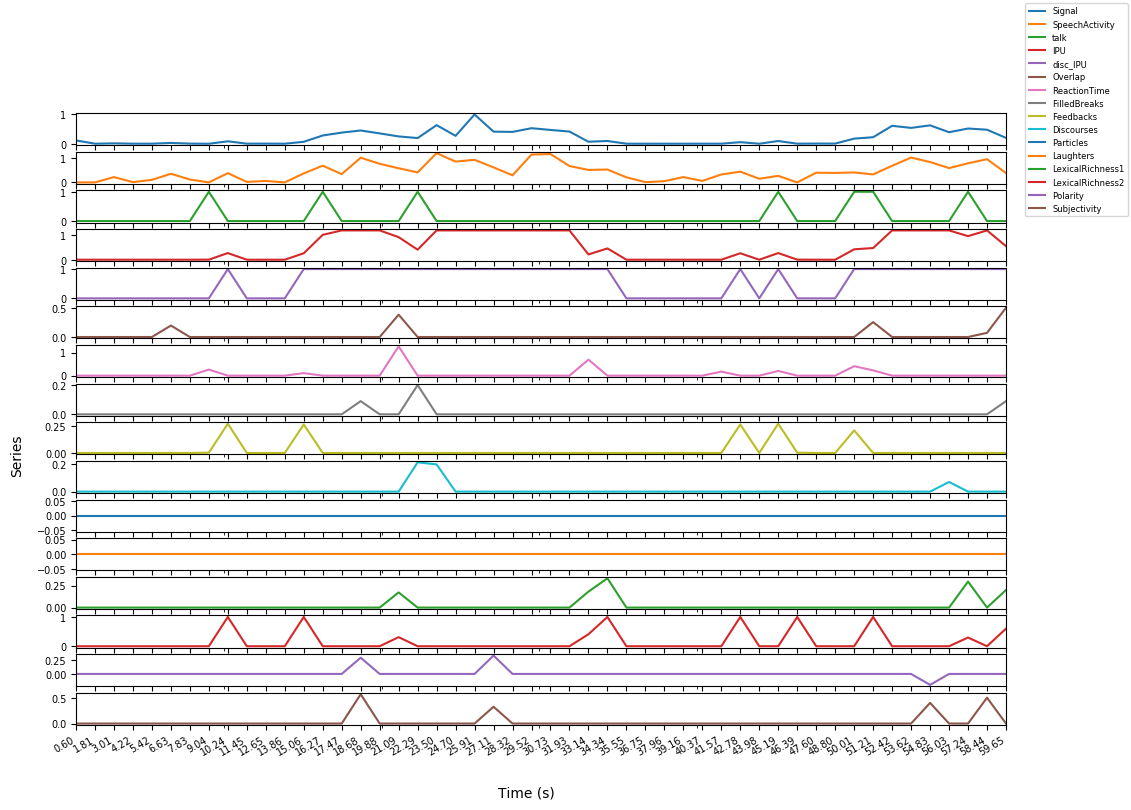 Signal
SpeechActivity
talk
IPU
disc_IPU
Overlap
ReactionTime
FilledBreaks
Feedbacks
Discourses
Particles
Laughters
LexicalRichness1
LexicalRichness2
Polarity
Subjectivity
1
0
1
0
1
0
1
0
1
0
0.5
0.0
1
0
0.2
0.0
0.25
0.00
0.2
0.0
0.05
0.00
−0.05
0.05
0.00
−0.05
0.25
0.00
1
0
0.25
0.00
0.5
0.0
Series
0.60 1.81 3.01 4.22 5.42 6.63 7.83 9.04 10.24 11.45 12.65 13.86 15.06 16.27 17.47 18.68 19.88 21.09 22.29 23.50 24.70 25.91 27.11 28.32 29.52 30.73 31.93 33.14 34.34 35.55 36.75 37.95 39.16 40.37 41.57 42.78 43.98 45.19 46.39 47.60 48.80 50.01 51.21 52.42 53.62 54.83 56.03 57.24 58.44 59.65
Time (s)